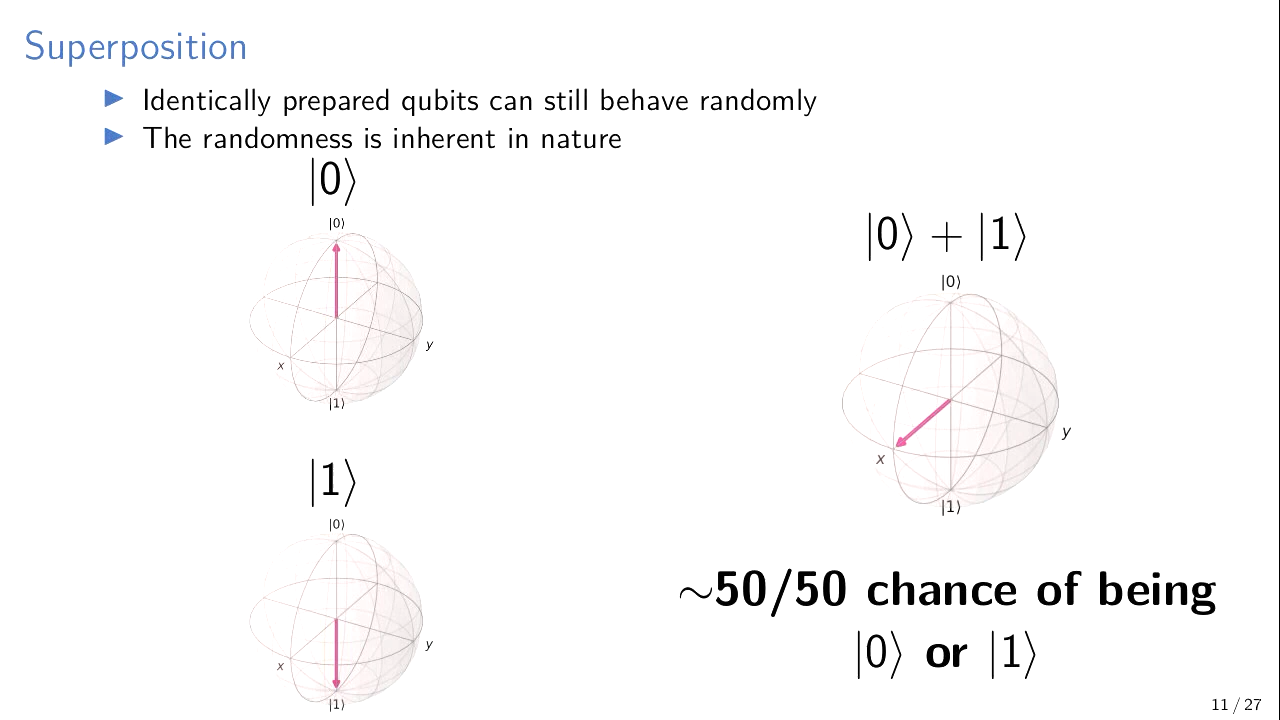 Superposition
▶ Identically prepared qubits can still behave randomly
▶ The randomness is inherent in nature
|0⟩
|0⟩
x
y
|1⟩
|1⟩
|0⟩
x
y
|1⟩
|0⟩ + |1⟩
|0⟩
x
y
|1⟩
~50/50 chance of being
|0⟩ or |1⟩
11 / 27